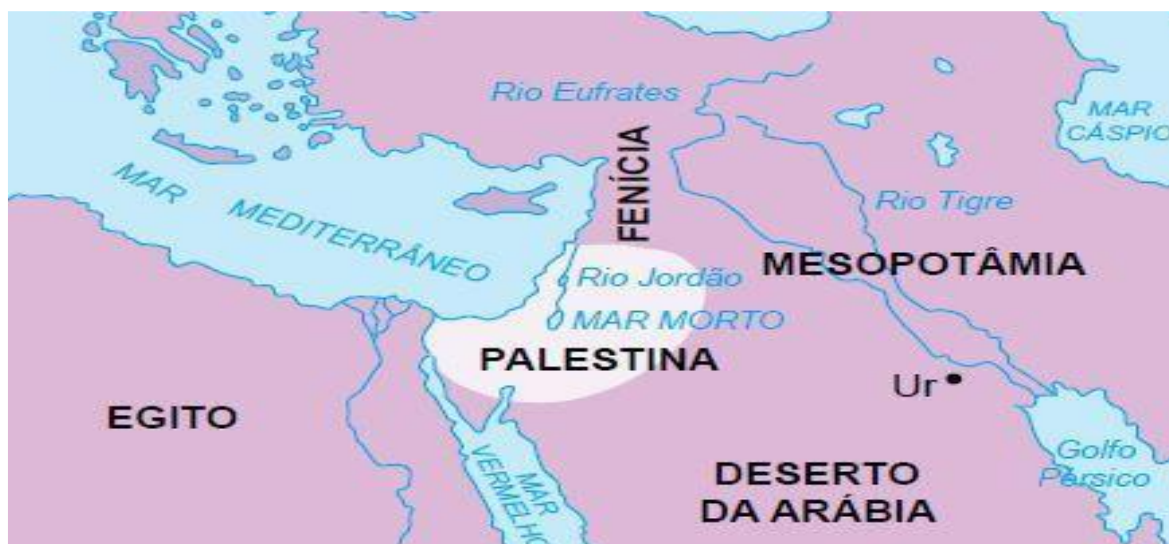 Rio Eufrates
MAR
CÁSPIO
FENÍCIA
MAR MEDITERRÂNEO
Rio Tigre
MESOPOTÂMIA
Rio Jordão
MAR MORTO
PALESTINA
Ur
EGITO
MAR
VERMELHO
DESERTO
DA ARÁBIA
Golfo
Pérsico